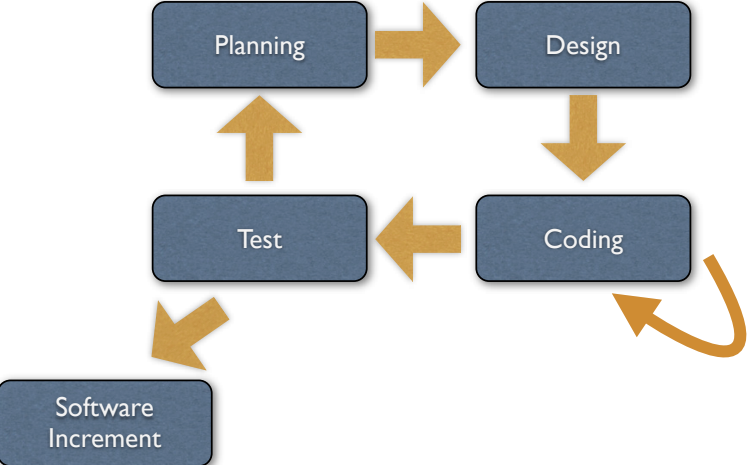 Planning
Design
Test
Coding
Software
Increment